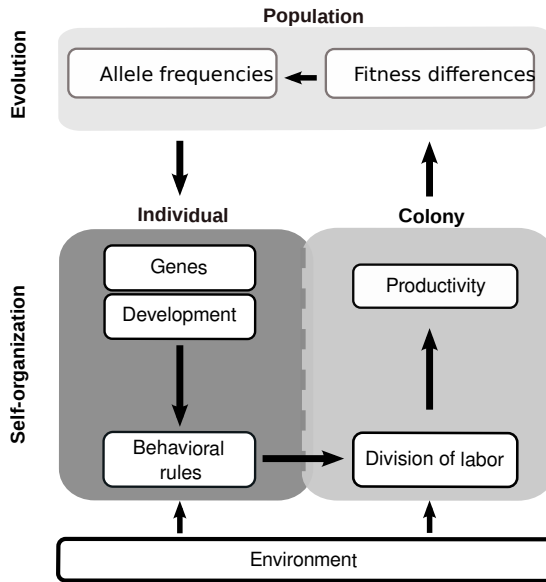 Population
Evolution
Allele frequencies
Fitness differences
Individual
Colony
Self-organization
Genes
Development
Productivity
Behavioral
rules
Division of labor
Environment